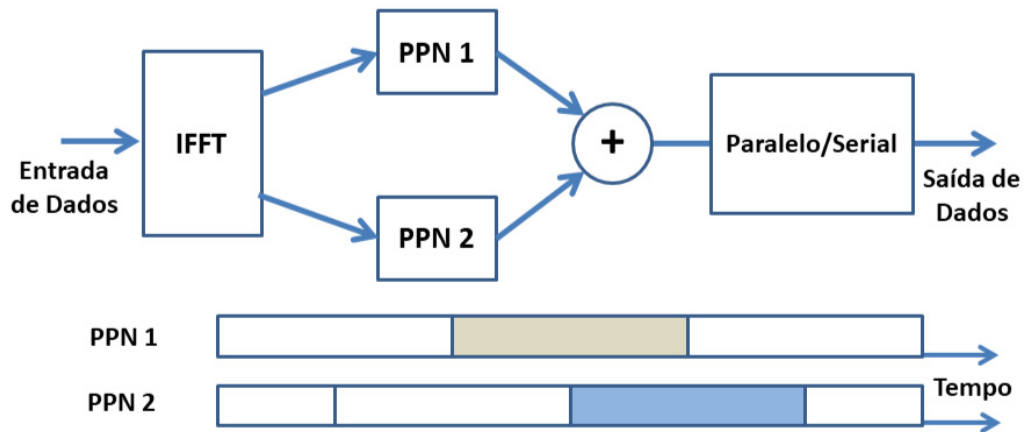 PPN 1
IFFT
Entrada
de Dados
+
Paralelo/Serial
Saída de
Dados
PPN 2
PPN 1
PPN 2
Tempo